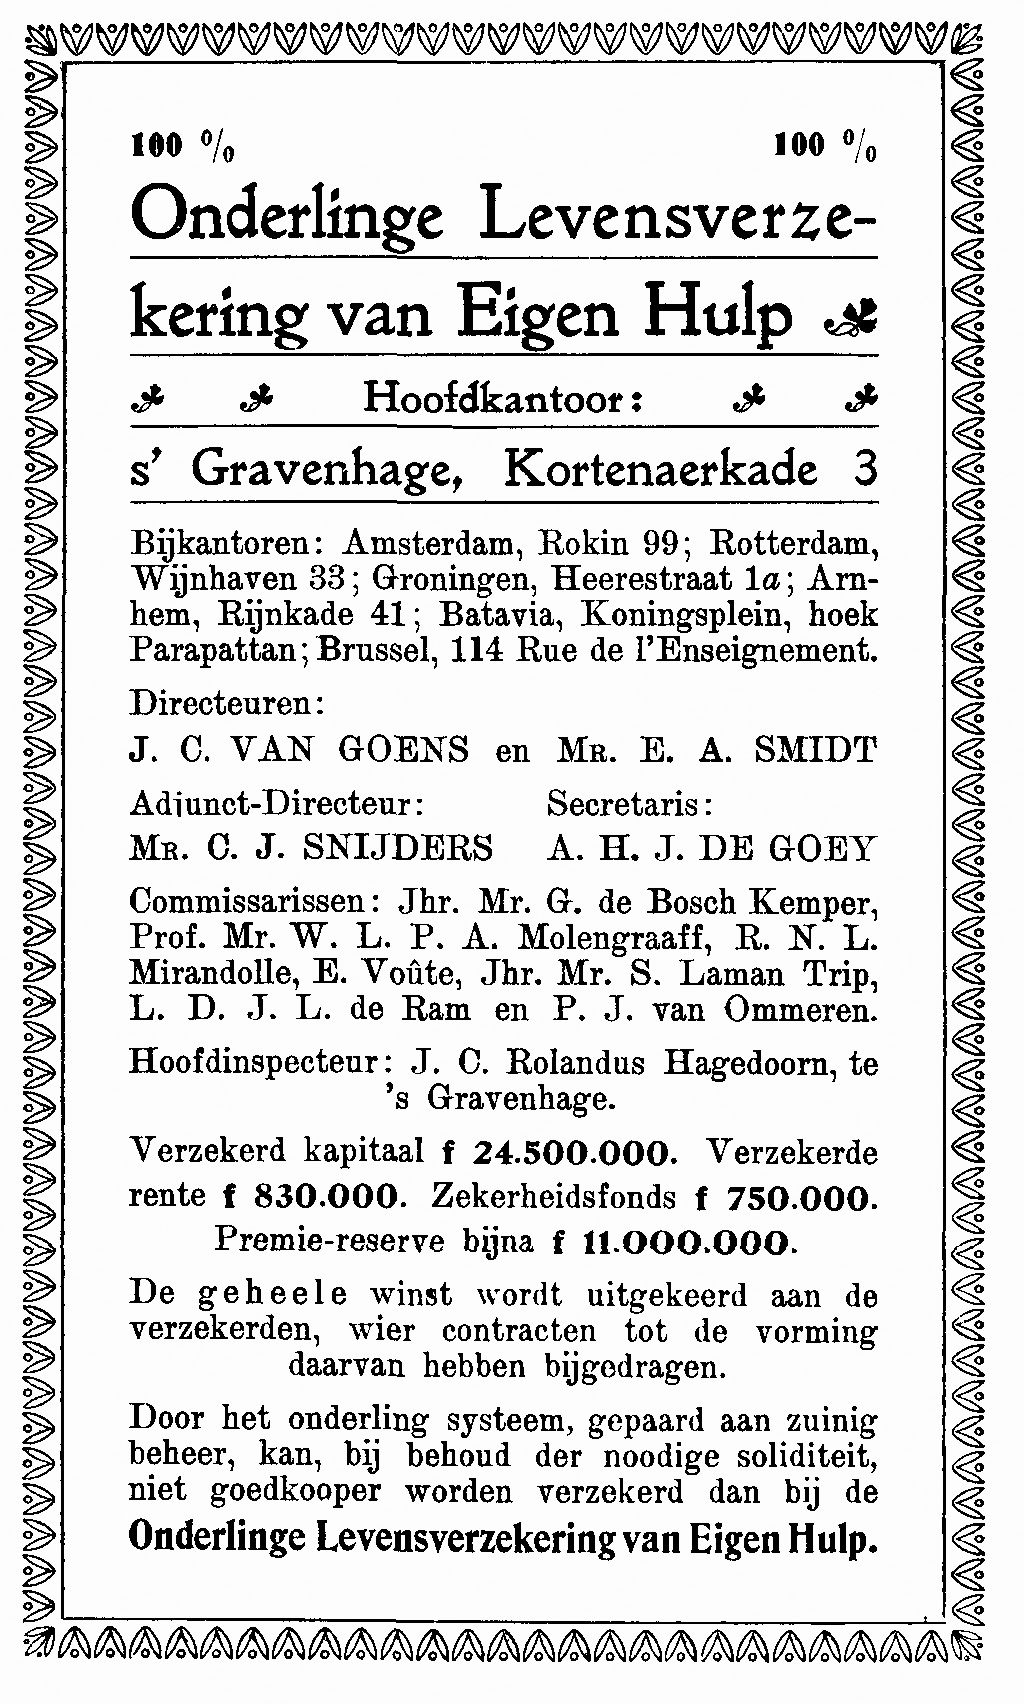 100 % 100 %
Onderlinge Levensverze-
kering van Eigen Hulp
Hoofdkantoor:
s' Gravenhage, Kortenaerkade 3
Bijkantoren: Amsterdam, Rokin 99; Rotterdam,
Wijnhaven 33; Groningen, Heerestraat 1a; Arn-
hem, Rijnkade 41; Batavia, Koningsplein, hoek
Parapattan; Brussel, 114 Rue de l'Enseignement.
Directeuren:
J. C. VAN GOENS en MR. E. A. SMIDT
Adjunct-Directeur: Secretaris:
MR. C. J. SNIJDERS A. H. J. DE GOEY
Commissarissen: Jhr. Mr. G. de Bosch Kemper,
Prof. Mr. W. L. P. A. Molengraaff, R. N. L.
Mirandolle, E. Voûte, Jhr. Mr. S. Laman Trip,
L. D. J. L. de Ram en P. J. van Ommeren.
Hoofdinspecteur: J. C. Rolandus Hagedoorn, te
's Gravenhage.
Verzekerd kapitaal f 24.500.000. Verzekerde
rente f 830.000. Zekerheidsfonds f 750.000.
Premie-reserve bijna f 11.000.000.
De geheele winst wordt uitgekeerd aan de
verzekerden, wier contracten tot de vorming
daarvan hebben bijgedragen.
Door het onderling systeem, gepaard aan zuinig
beheer, kan, bij behoud der noodige soliditeit,
niet goedkooper worden verzekerd dan bij de
Onderlinge Levensverzekering van Eigen Hulp.